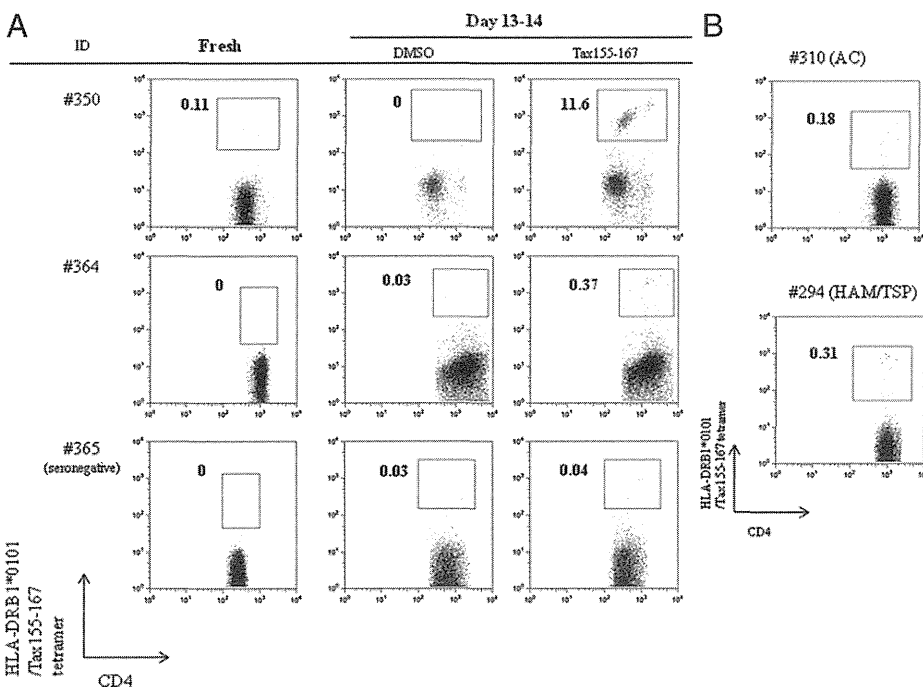 A
ID
Fresh
Day 13-14
DMSO
Tax155-167
#350
0.11
0
11.6
#364
0
0.03
0.37
#365
(seronegative)
0
0.03
0.04
HLA-DRB1*0101
/Tax155-167
tetramer
CD4
B
#310 (AC)
0.18
#294 (HAM/TSP)
0.31
HLA-DRB1*0101
/Tax155-167 tetramer
CD4